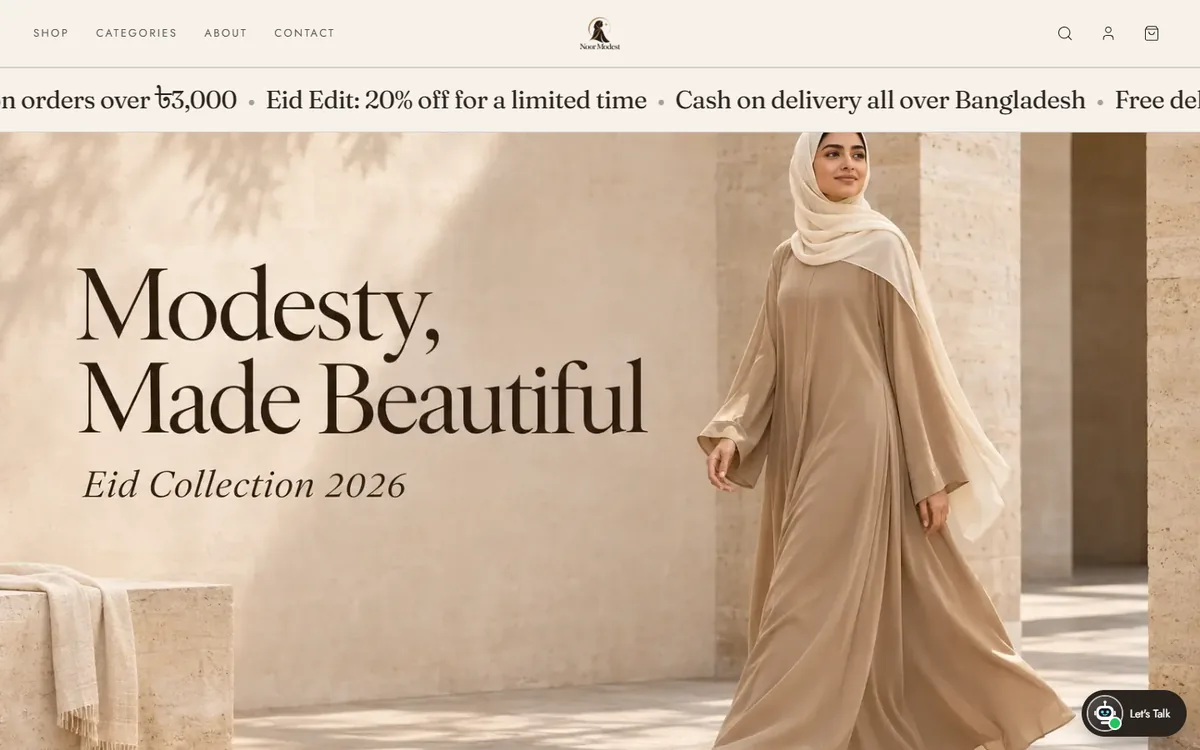 SHOP CATEGORIES ABOUT CONTACT
Noor Modest
n orders over ৳3,000 • Eid Edit: 20% off for a limited time • Cash on delivery all over Bangladesh • Free del
Modesty,
Made Beautiful
Eid Collection 2026
Let's Talk